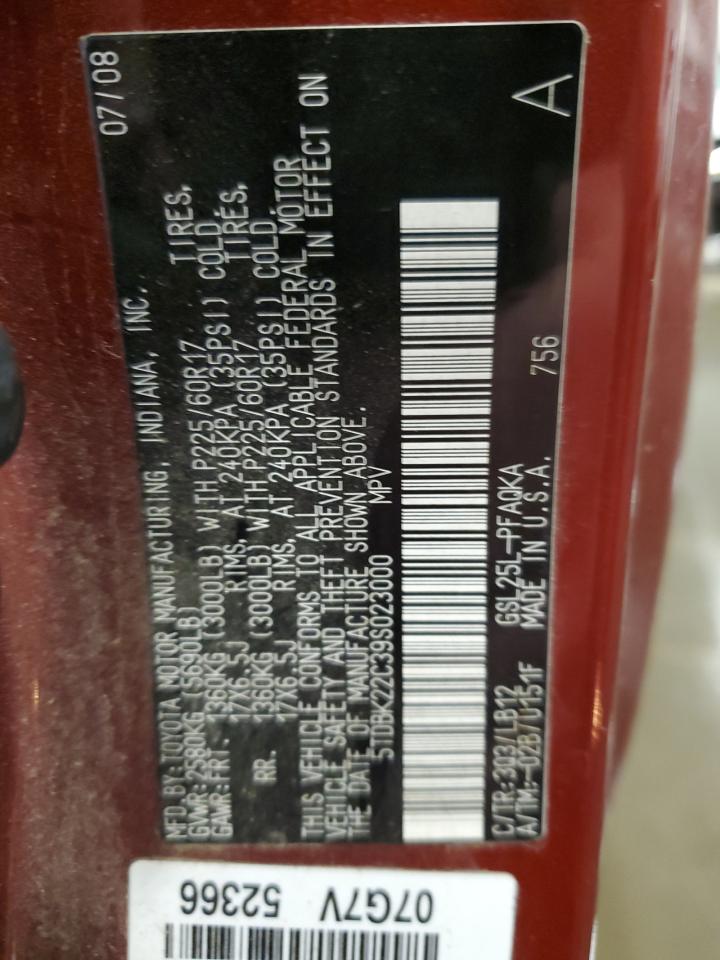 MFD. BY: TOYOTA MOTOR MANUFACTURING, INDIANA, INC. 07/08
GVWR: 2580KG (5690LB)
GAWR: FRT. 1360KG (3000LB) WITH P225/60R17 TIRES,
17X6.5J RIMS, AT 240KPA (35PSI) COLD.
RR. 1360KG (3000LB) WITH P225/60R17 TIRES,
17X6.5J RIMS, AT 240KPA (35PSI) COLD.
THIS VEHICLE CONFORMS TO ALL APPLICABLE FEDERAL MOTOR
VEHICLE SAFETY AND THEFT PREVENTION STANDARDS IN EFFECT ON
THE DATE OF MANUFACTURE SHOWN ABOVE.
5TDBK22C39S023000 MPV
C/TR: 3Q3/LB12 GSL25L-PFAQKA 756 A
A/TM: -02B/U151F MADE IN U.S.A.
07G7V 52366